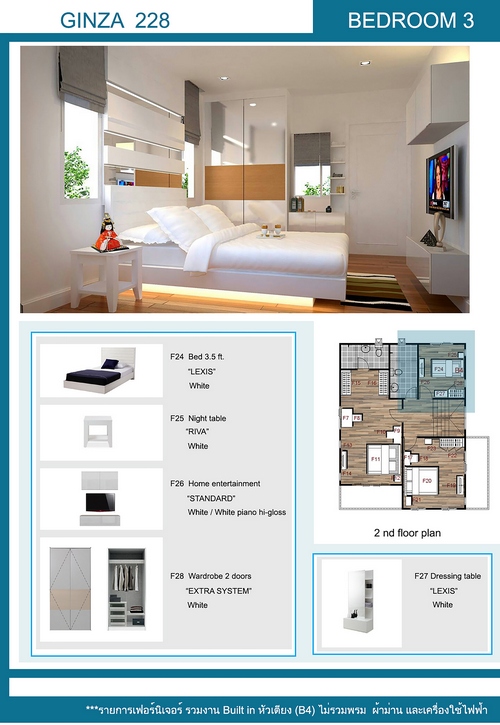 GINZA 228
BEDROOM 3
F24 Bed 3.5 ft.
“LEXIS”
White
F25 Night table
“RIVA”
White
F26 Home entertainment
“STANDARD”
White / White piano hi-gloss
F28 Wardrobe 2 doors
“EXTRA SYSTEM”
White
F15 F16
F24 B4
F27
F7 F8
F9
F11
F17
F20
2 nd floor plan
F27 Dressing table
“LEXIS”
White
***รายการเฟอร์นิเจอร์ รวมงาน Built in หัวเตียง (B4) ไม่รวมพรม ผ้าม่าน และเครื่องใช้ไฟฟ้า